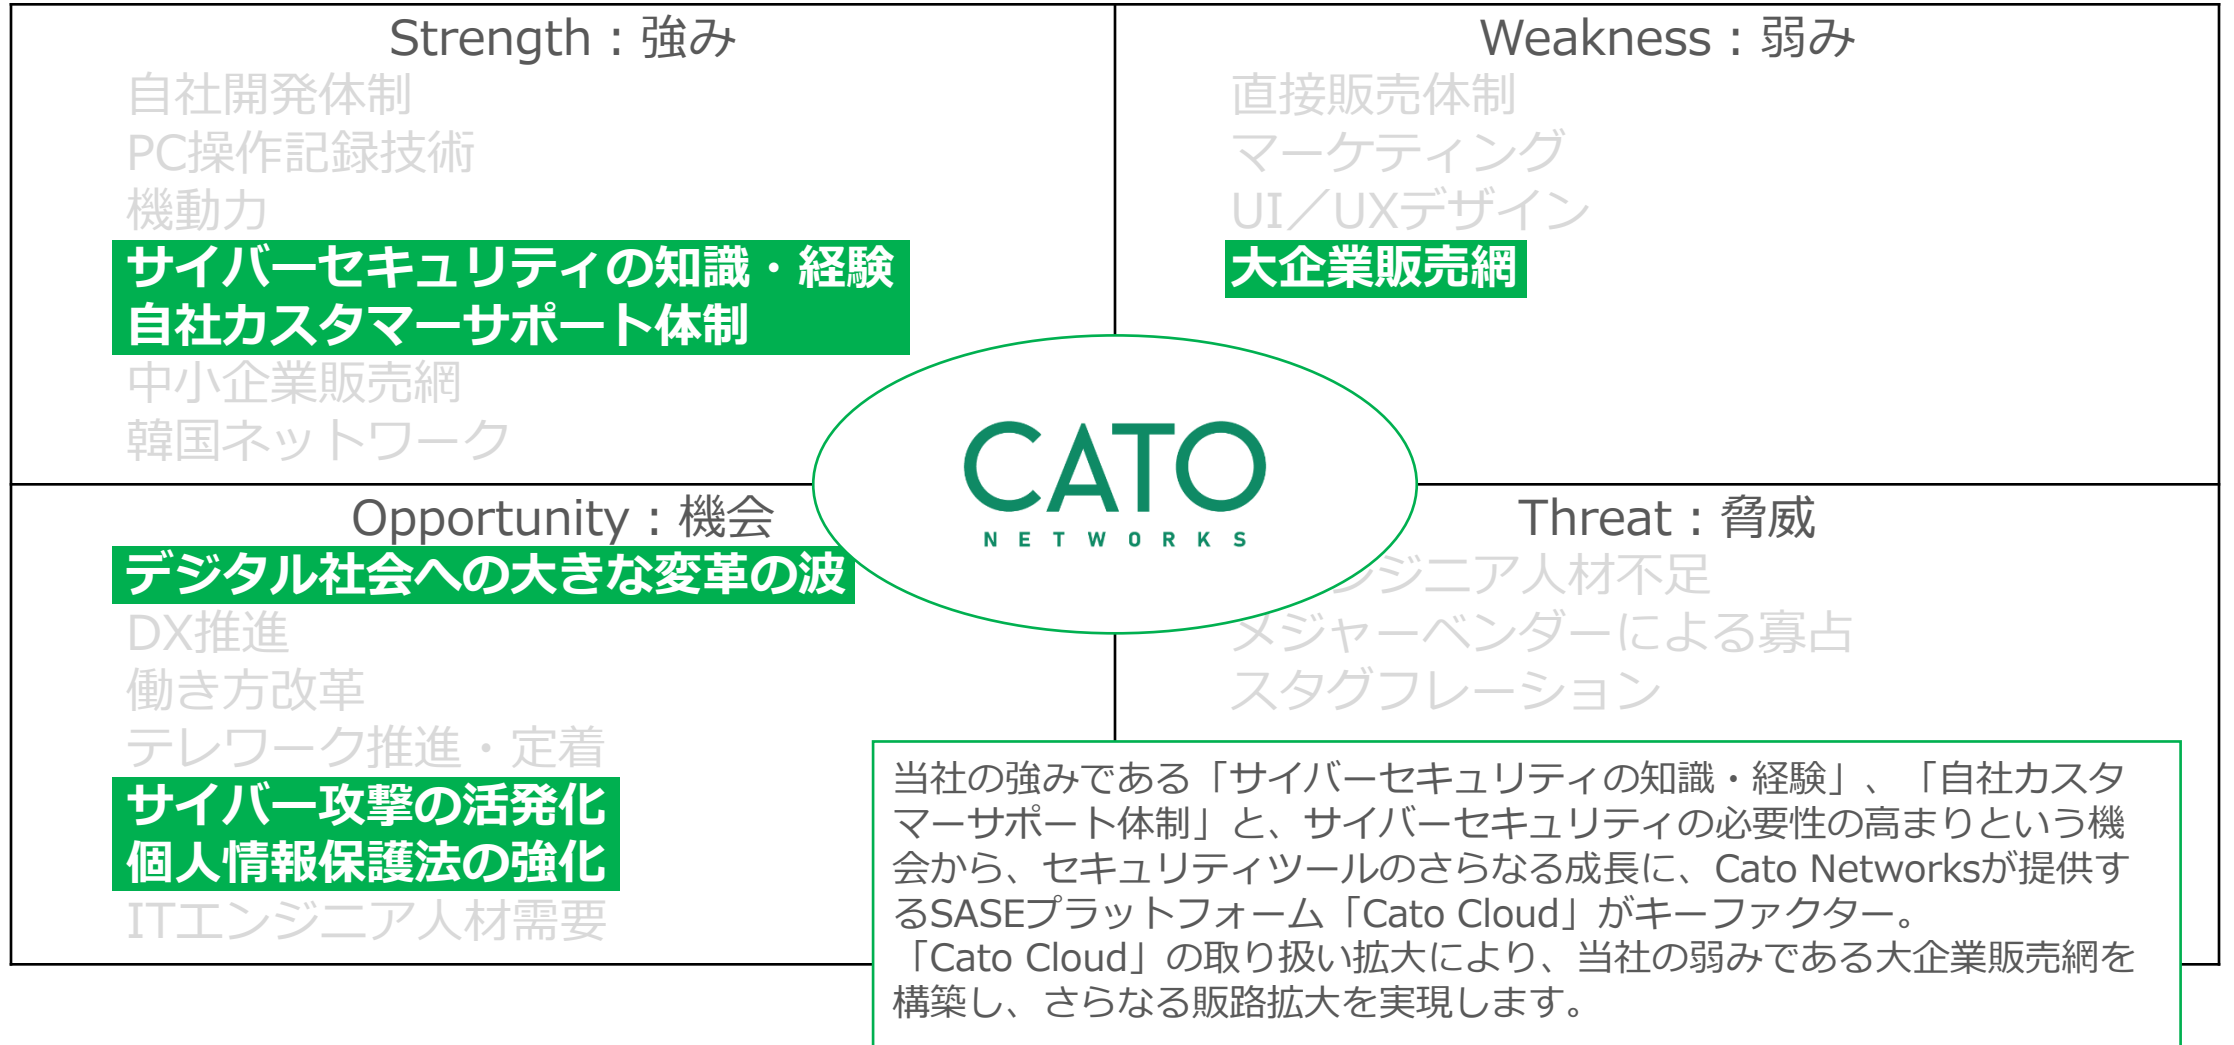 Strength：強み
自社開発体制
PC操作記録技術
機動力
サイバーセキュリティの知識・経験
自社カスタマーサポート体制
中小企業販売網
韓国ネットワーク
Weakness：弱み
直接販売体制
マーケティング
UI／UXデザイン
大企業販売網
CATO
NETWORKS
Opportunity：機会
デジタル社会への大きな変革の波
DX推進
働き方改革
テレワーク推進・定着
サイバー攻撃の活発化
個人情報保護法の強化
ITエンジニア人材需要
Threat：脅威
ンジニア人材不足
メジャーベンダーによる寡占
スタグフレーション
当社の強みである「サイバーセキュリティの知識・経験」、「自社カスタ
マーサポート体制」と、サイバーセキュリティの必要性の高まりという機
会から、セキュリティツールのさらなる成長に、Cato Networksが提供す
るSASEプラットフォーム「Cato Cloud」がキーファクター。
「Cato Cloud」の取り扱い拡大により、当社の弱みである大企業販売網を
構築し、さらなる販路拡大を実現します。